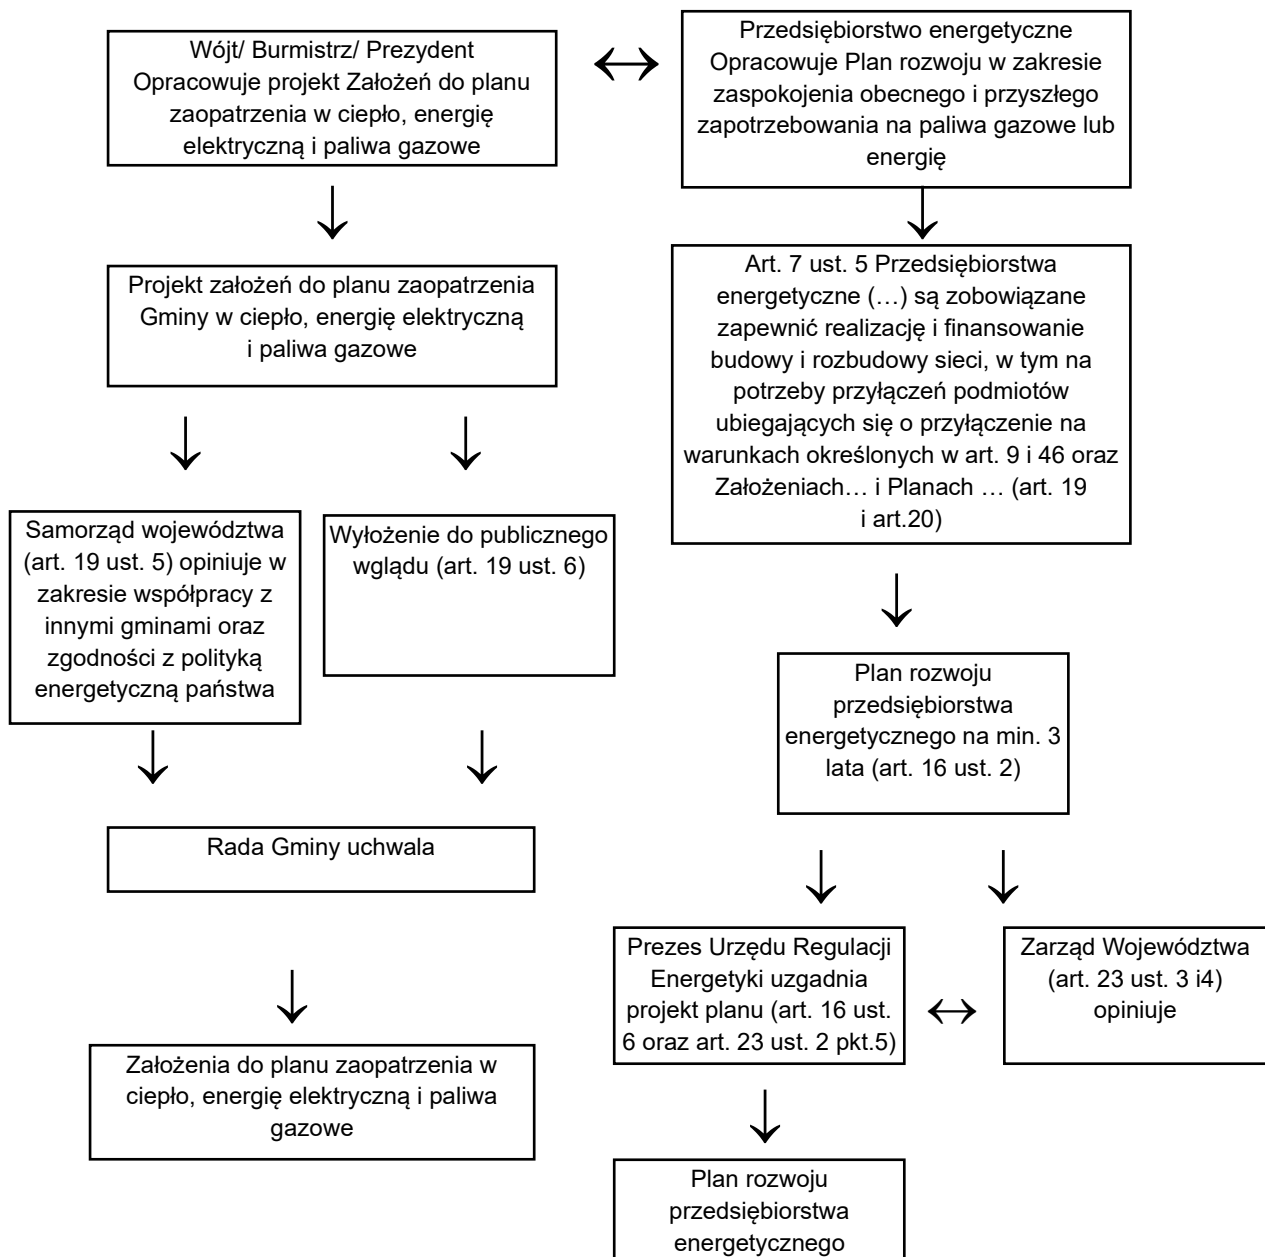 Wójt/ Burmistrz/ Prezydent
Opracowuje projekt Założeń do planu
zaopatrzenia w ciepło, energię
elektryczną i paliwa gazowe
Przedsiębiorstwo energetyczne
Opracowuje Plan rozwoju w zakresie
zaspokojenia obecnego i przyszłego
zapotrzebowania na paliwa gazowe lub
energię
Projekt założeń do planu zaopatrzenia
Gminy w ciepło, energię elektryczną
i paliwa gazowe
Art. 7 ust. 5 Przedsiębiorstwa
energetyczne (…) są zobowiązane
zapewnić realizację i finansowanie
budowy i rozbudowy sieci, w tym na
potrzeby przyłączeń podmiotów
ubiegających się o przyłączenie na
warunkach określonych w art. 9 i 46 oraz
Założeniach… i Planach … (art. 19
i art.20)
Samorząd województwa
(art. 19 ust. 5) opiniuje w
zakresie współpracy z
innymi gminami oraz
zgodności z polityką
energetyczną państwa
Wyłożenie do publicznego
wglądu (art. 19 ust. 6)
Plan rozwoju
przedsiębiorstwa
energetycznego na min. 3
lata (art. 16 ust. 2)
Rada Gminy uchwala
Prezes Urzędu Regulacji
Energetyki uzgadnia
projekt planu (art. 16 ust.
6 oraz art. 23 ust. 2 pkt.5)
Zarząd Województwa
(art. 23 ust. 3 i4)
opiniuje
Założenia do planu zaopatrzenia w
ciepło, energię elektryczną i paliwa
gazowe
Plan rozwoju
przedsiębiorstwa
energetycznego